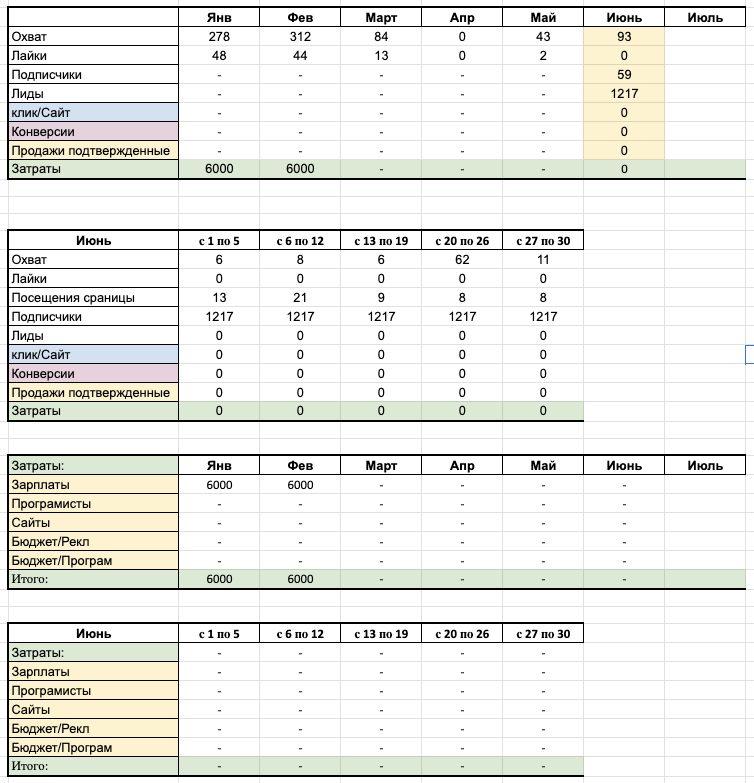 Янв Фев Март Апр Май Июнь Июль
Охват 278 312 84 0 43 93
Лайки 48 44 13 0 2 0
Подписчики - - - - - 59
Лиды - - - - - 1217
клик/Сайт - - - - - 0
Конверсии - - - - - 0
Продажи подтвержденные - - - - - 0
Затраты 6000 6000 - - - 0
Июнь с 1 по 5 с 6 по 12 с 13 по 19 с 20 по 26 с 27 по 30
Охват 6 8 6 62 11
Лайки 0 0 0 0 0
Посещения сраницы 13 21 9 8 8
Подписчики 1217 1217 1217 1217 1217
Лиды 0 0 0 0 0
клик/Сайт 0 0 0 0 0
Конверсии 0 0 0 0 0
Продажи подтвержденные 0 0 0 0 0
Затраты 0 0 0 0 0
Затраты: Янв Фев Март Апр Май Июнь Июль
Зарплаты 6000 6000 - - - -
Програмисты - - - - - -
Сайты - - - - - -
Бюджет/Рекл - - - - - -
Бюджет/Програм - - - - - -
Итого: 6000 6000 - - - -
Июнь с 1 по 5 с 6 по 12 с 13 по 19 с 20 по 26 с 27 по 30
Затраты: - - - - -
Зарплаты - - - - -
Програмисты - - - - -
Сайты - - - - -
Бюджет/Рекл - - - - -
Бюджет/Програм - - - - -
Итого: - - - - -